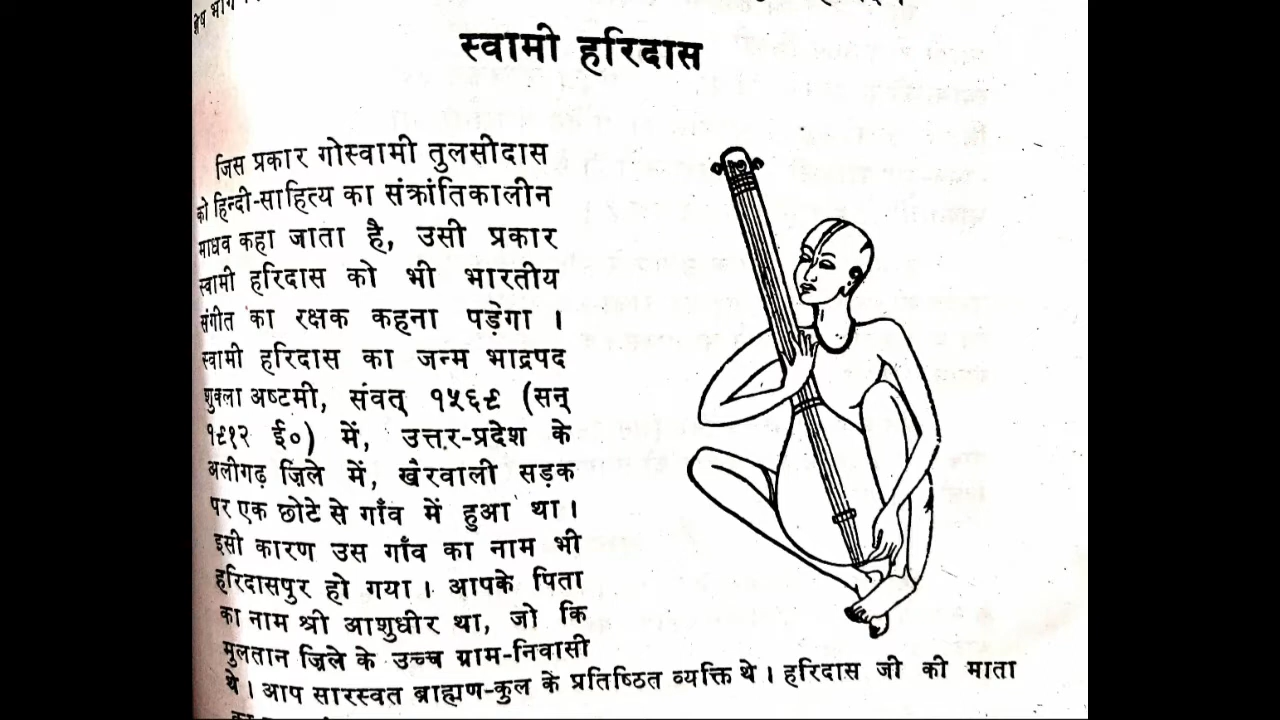 स्वामी हरिदास
जिस प्रकार गोस्वामी तुलसीदास
को हिन्दी-साहित्य का संक्रांतिकालीन
माधव कहा जाता है, उसी प्रकार
स्वामी हरिदास को भी भारतीय
संगीत का रक्षक कहना पड़ेगा ।
स्वामी हरिदास का जन्म भाद्रपद
शुक्ला अष्टमी, संवत् १५६९ (सन्
१५१२ ई०) में, उत्तर-प्रदेश के
अलीगढ़ ज़िले में, खैरवाली सड़क
पर एक छोटे से गाँव में हुआ था ।
इसी कारण उस गाँव का नाम भी
हरिदासपुर हो गया । आपके पिता
का नाम श्री आशुधीर था, जो कि
मुलतान ज़िले के उच्च ग्राम-निवासी
थे । आप सारस्वत ब्राह्मण-कुल के प्रतिष्ठित व्यक्ति थे । हरिदास जी की माता